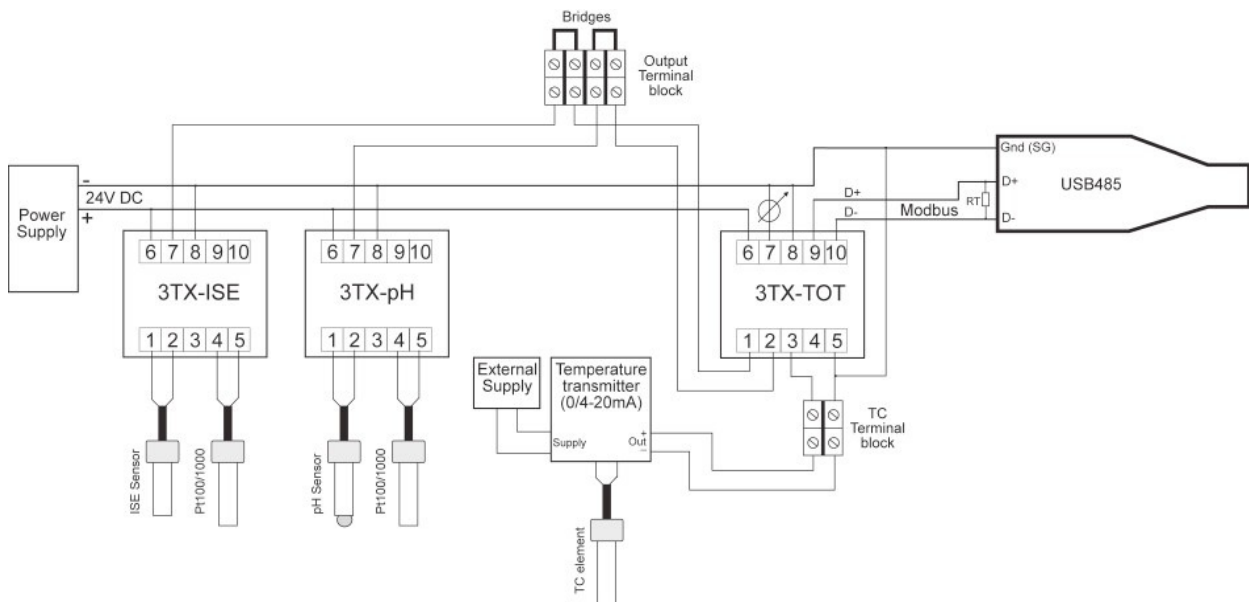 Bridges
Output
Terminal
block
Gnd (SG)
D+
USB485
RT
D-
Power
Supply
-
24V DC
+
D+
D-
Modbus
6 7 8 9 10
3TX-ISE
1 2 3 4 5
6 7 8 9 10
3TX-pH
1 2 3 4 5
6 7 8 9 10
3TX-TOT
1 2 3 4 5
External
Supply
Temperature
transmitter
(0/4-20mA)
Supply
+
Out
–
TC
Terminal
block
ISE Sensor
Pt100/1000
pH Sensor
Pt100/1000
TC element